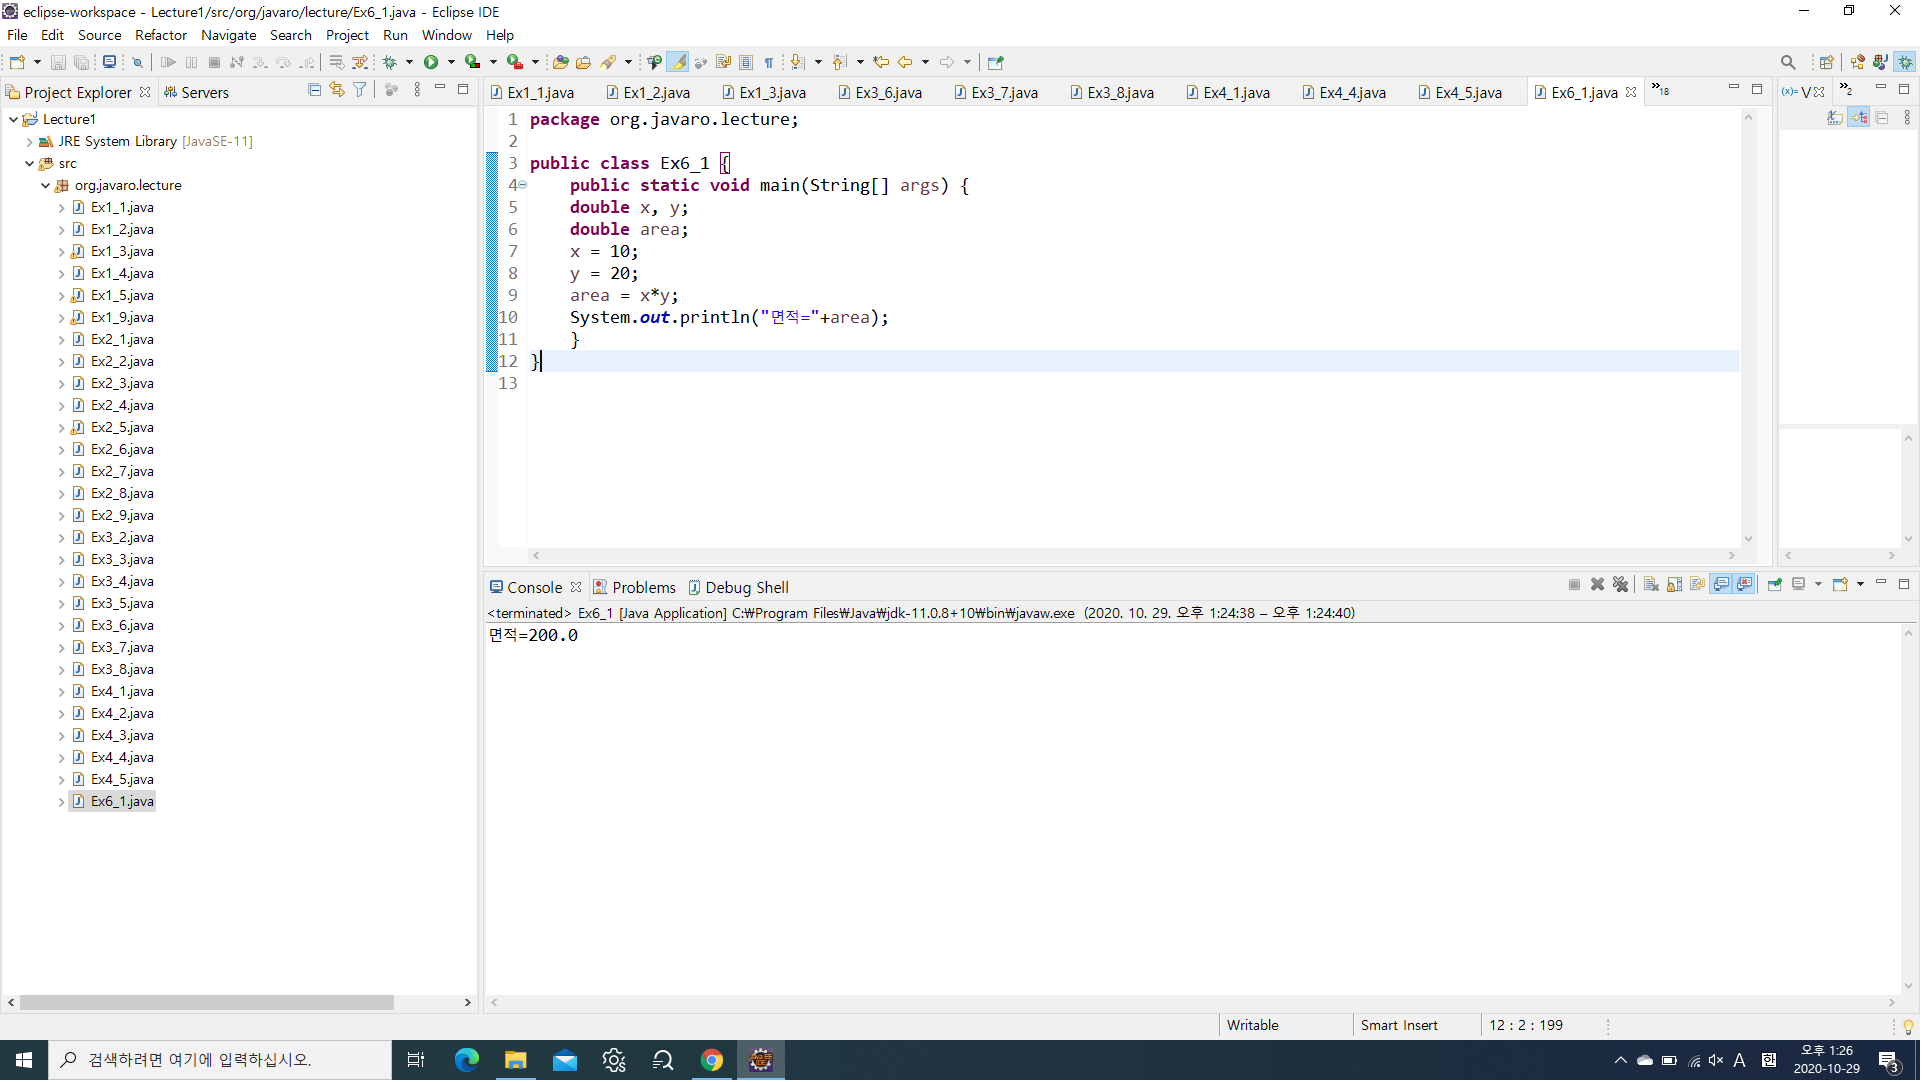 eclipse-workspace - Lecture1/src/org/javaro/lecture/Ex6_1.java - Eclipse IDE
File Edit Source Refactor Navigate Search Project Run Window Help
Project Explorer Servers
Ex1_1.java Ex1_2.java Ex1_3.java Ex3_6.java Ex3_7.java Ex3_8.java Ex4_1.java Ex4_4.java Ex4_5.java Ex6_1.java »18
(x)= V »2
Lecture1
JRE System Library [JavaSE-11]
src
org.javaro.lecture
Ex1_1.java
Ex1_2.java
Ex1_3.java
Ex1_4.java
Ex1_5.java
Ex1_9.java
Ex2_1.java
Ex2_2.java
Ex2_3.java
Ex2_4.java
Ex2_5.java
Ex2_6.java
Ex2_7.java
Ex2_8.java
Ex2_9.java
Ex3_2.java
Ex3_3.java
Ex3_4.java
Ex3_5.java
Ex3_6.java
Ex3_7.java
Ex3_8.java
Ex4_1.java
Ex4_2.java
Ex4_3.java
Ex4_4.java
Ex4_5.java
Ex6_1.java
1 package org.javaro.lecture;
2
3 public class Ex6_1 {
4 public static void main(String[] args) {
5 double x, y;
6 double area;
7 x = 10;
8 y = 20;
9 area = x*y;
10 System.out.println("면적="+area);
11 }
12 }
13
Console Problems Debug Shell
<terminated> Ex6_1 [Java Application] C:₩Program Files₩Java₩jdk-11.0.8+10₩bin₩javaw.exe (2020. 10. 29. 오후 1:24:38 – 오후 1:24:40)
면적=200.0
Writable Smart Insert 12 : 2 : 199
검색하려면 여기에 입력하십시오.
A 한 오후 1:26
2020-10-29 3